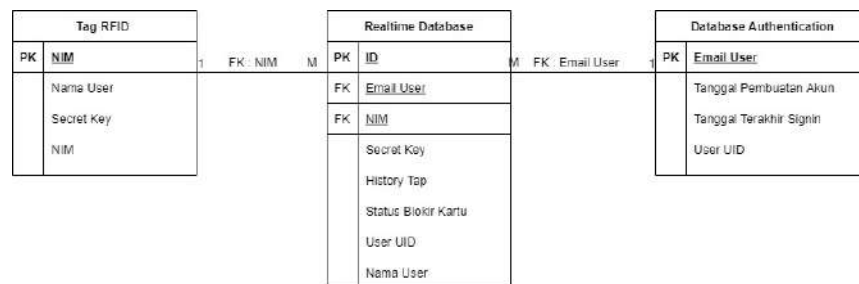 Tag RFID
PK NIM
Nama User
Secret Key
NIM
1 FK : NIM M
Realtime Database
PK ID
FK Email User
FK NIM
Secret Key
History Tap
Status Blokir Kartu
User UID
Nama User
M FK : Email User 1
Database Authentication
PK Email User
Tanggal Pembuatan Akun
Tanggal Terakhir Signin
User UID